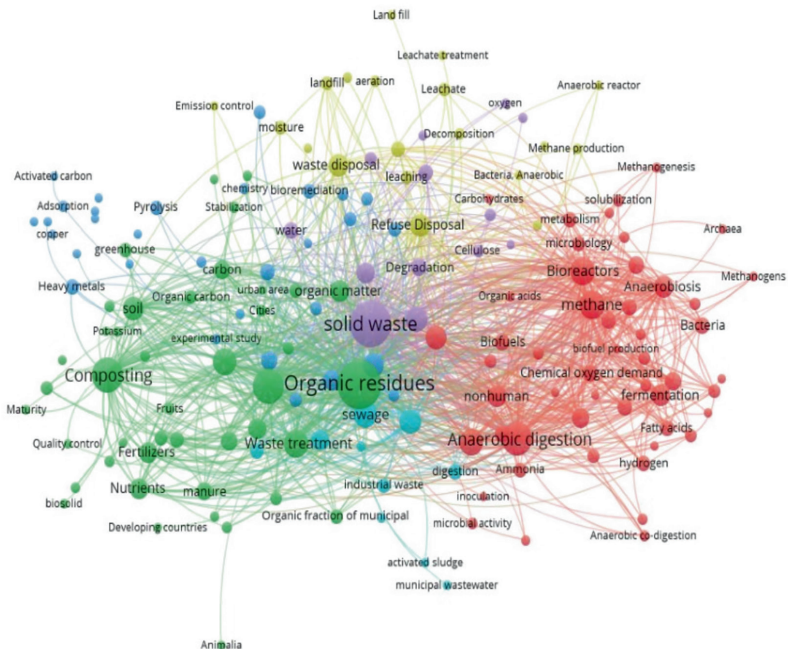 Land fill
Leachate treatment
landfill
aeration
Leachate
Anaerobic reactor
Emission control
oxygen
moisture
Decomposition
Methane production
waste disposal
leaching
Bacteria, Anaerobic
Methanogenesis
Activated carbon
chemistry
bioremediation
Carbohydrates
solubilization
Adsorption
Pyrolysis
Stabilization
metabolism
copper
water
Refuse Disposal
Archaea
greenhouse
Cellulose
microbiology
carbon
Degradation
Bioreactors
Methanogens
Heavy metals
Organic carbon
urban area
organic matter
Organic acids
Anaerobiosis
soil
Cities
methane
Potassium
experimental study
solid waste
Biofuels
biofuel production
Bacteria
Composting
Organic residues
Chemical oxygen demand
nonhuman
fermentation
Maturity
Fruits
sewage
Fatty acids
Quality control
Fertilizers
Waste treatment
Anaerobic digestion
digestion
Ammonia
hydrogen
Nutrients
manure
industrial waste
biosolid
inoculation
Developing countries
Organic fraction of municipal
microbial activity
Anaerobic co-digestion
activated sludge
municipal wastewater
Animalia